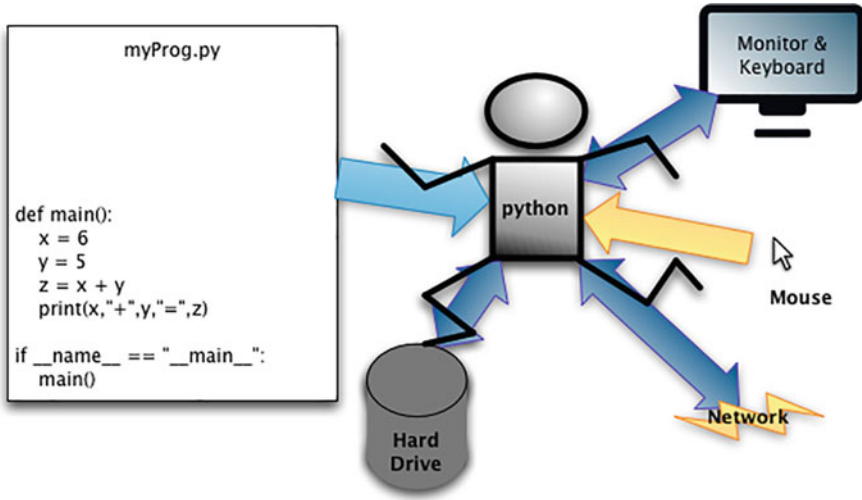 myProg.py
def main():
    x = 6
    y = 5
    z = x + y
    print(x,"+",y,"=",z)
if __name__ == "__main__":
    main()
python
Monitor &
Keyboard
Mouse
Network
Hard
Drive